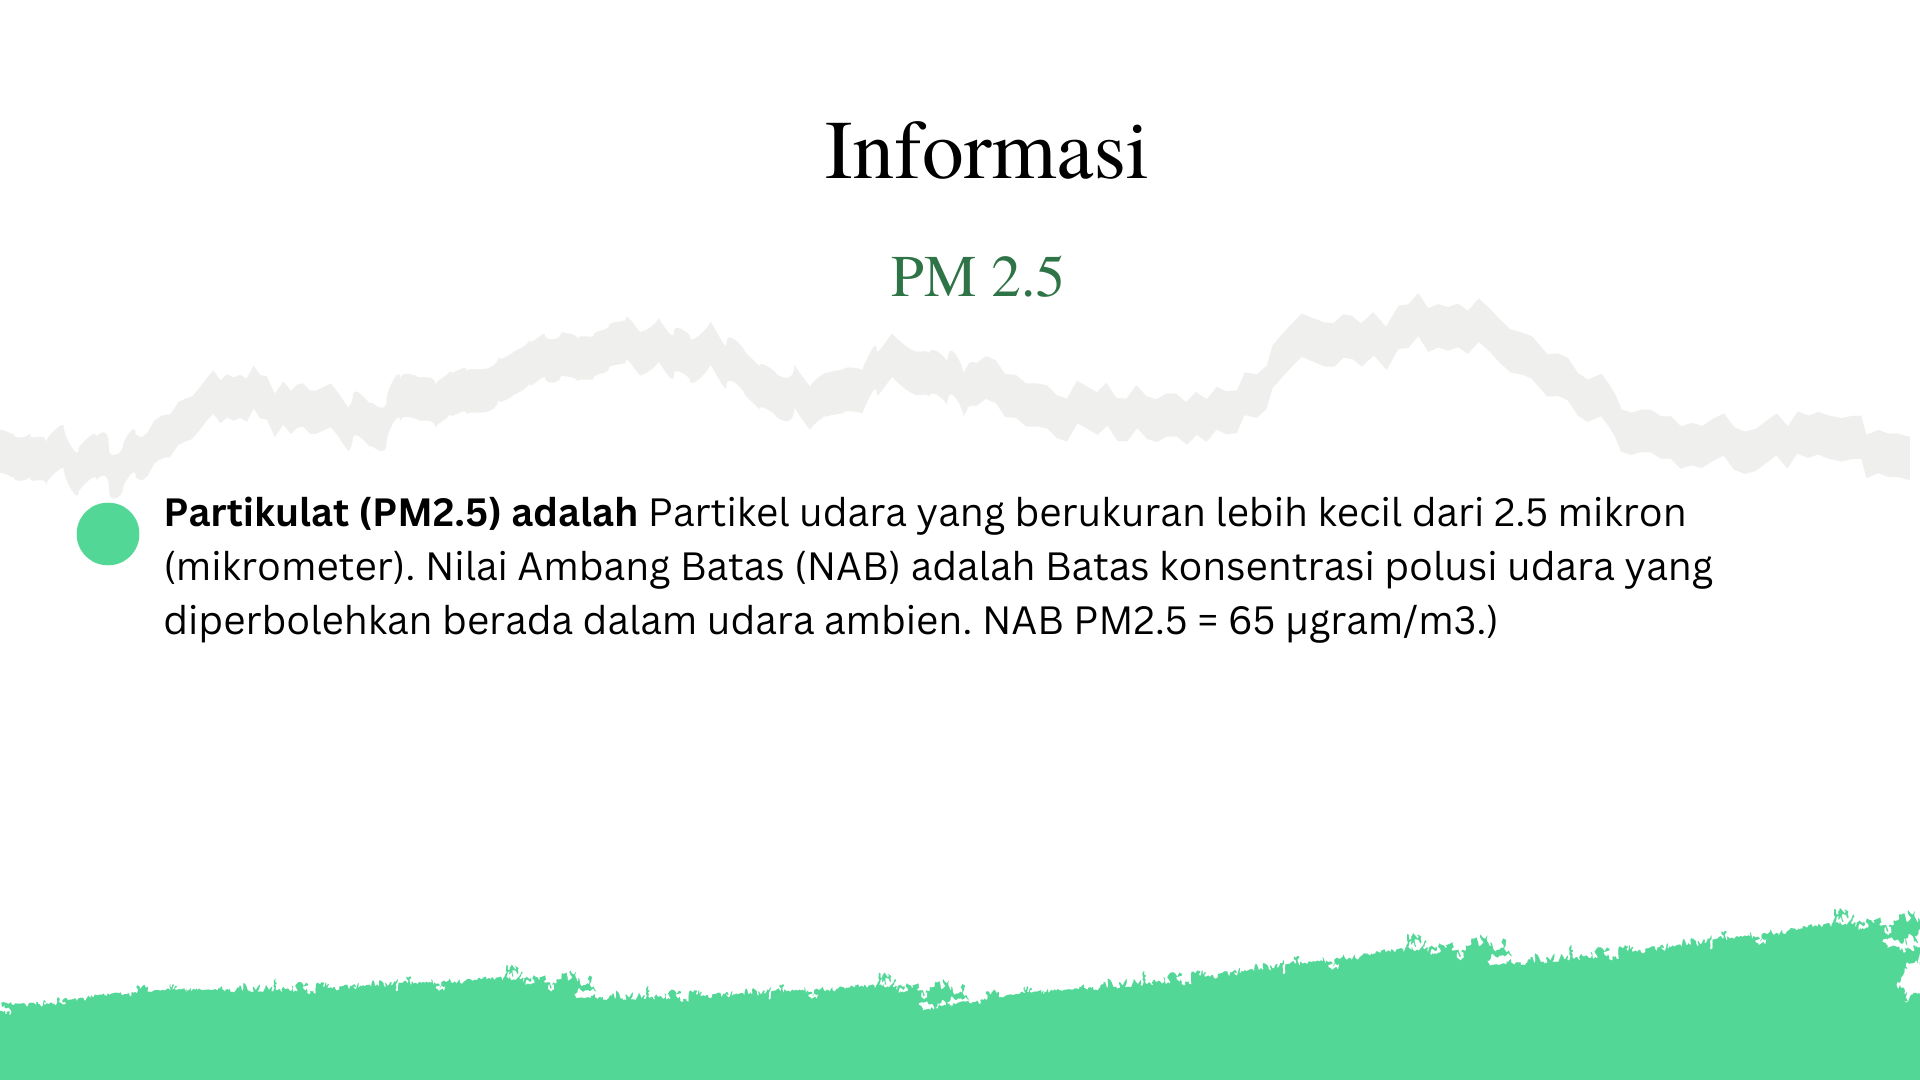 Informasi
PM 2.5
Partikulat (PM2.5) adalah Partikel udara yang berukuran lebih kecil dari 2.5 mikron
(mikrometer). Nilai Ambang Batas (NAB) adalah Batas konsentrasi polusi udara yang
diperbolehkan berada dalam udara ambien. NAB PM2.5 = 65 µgram/m3.)